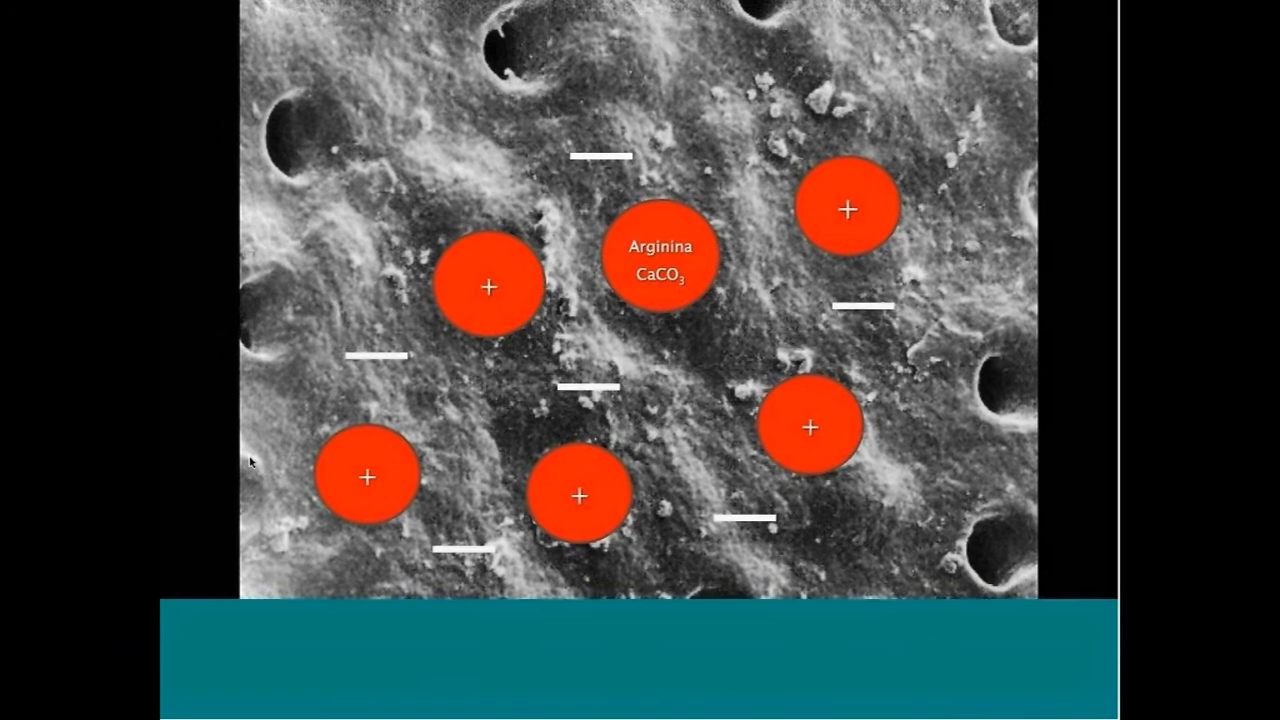 +
Arginina
CaCO₃
+
+
+
+